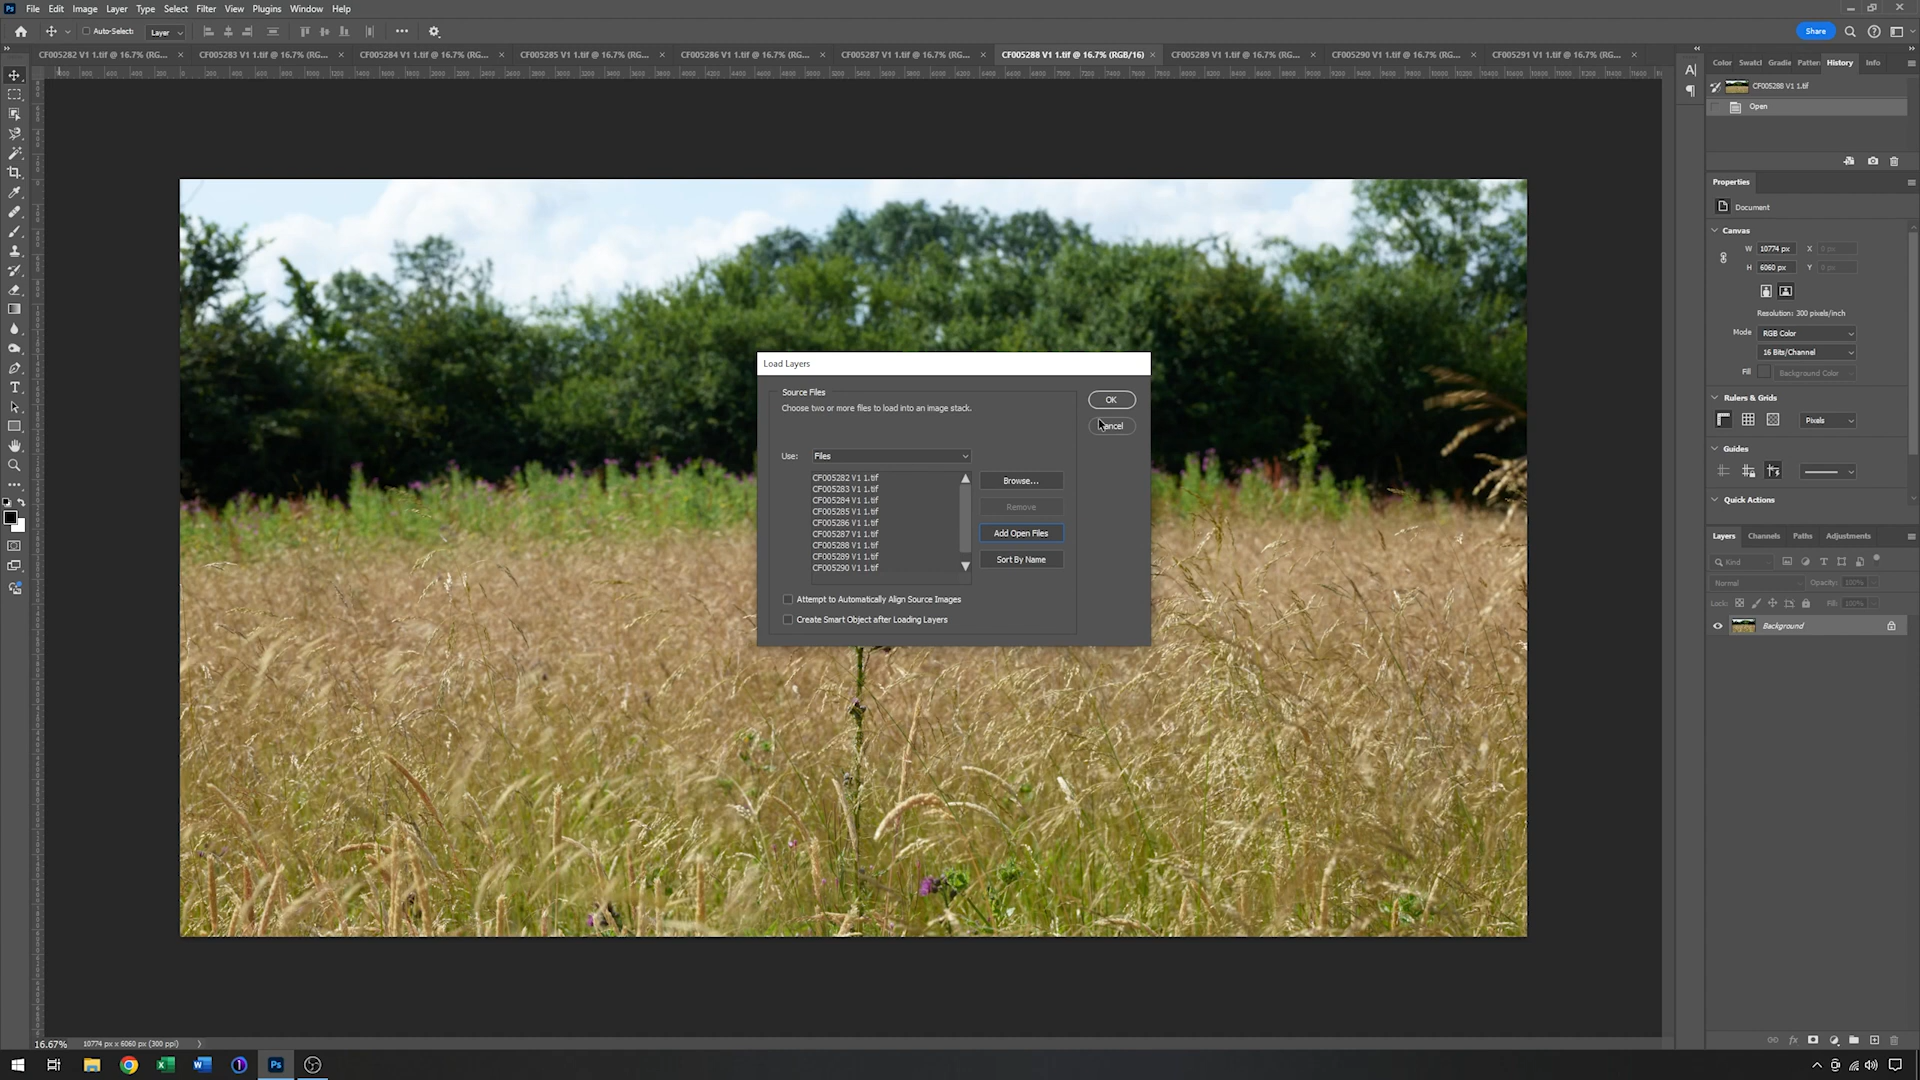 File Edit Image Layer Type Select Filter View Plugins Window Help
Auto-Select: Layer
Share
CF005282 V1 1.tif @ 16.7% (RG...
CF005283 V1 1.tif @ 16.7% (RG...
CF005284 V1 1.tif @ 16.7% (RG...
CF005285 V1 1.tif @ 16.7% (RG...
CF005286 V1 1.tif @ 16.7% (RG...
CF005287 V1 1.tif @ 16.7% (RG...
CF005288 V1 1.tif @ 16.7% (RGB/16)
CF005289 V1 1.tif @ 16.7% (RG...
CF005290 V1 1.tif @ 16.7% (RG...
CF005291 V1 1.tif @ 16.7% (RG...
Color Swatcl Gradie Patter History Info
CF005288 V1 1.tif
Open
Properties
Document
Canvas
W 10774 px X 0 px
H 6060 px Y 0 px
Resolution: 300 pixels/inch
Mode RGB Color
16 Bits/Channel
Fill Background Color
Rulers & Grids
Pixels
Guides
Quick Actions
Layers Channels Paths Adjustments
Kind
Normal Opacity: 100%
Lock: Fill: 100%
Background
Load Layers
Source Files
Choose two or more files to load into an image stack.
OK
Cancel
Use: Files
CF005282 V1 1.tif
CF005283 V1 1.tif
CF005284 V1 1.tif
CF005285 V1 1.tif
CF005286 V1 1.tif
CF005287 V1 1.tif
CF005288 V1 1.tif
CF005289 V1 1.tif
CF005290 V1 1.tif
Browse...
Remove
Add Open Files
Sort By Name
Attempt to Automatically Align Source Images
Create Smart Object after Loading Layers
16.67% 10774 px x 6060 px (300 ppi)